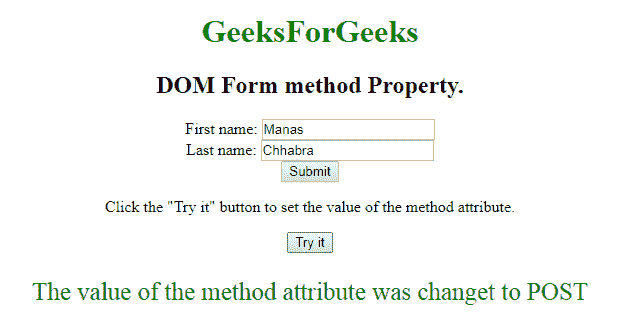 GeeksForGeeks
DOM Form method Property.
First name: Manas
Last name: Chhabra
Submit
Click the "Try it" button to set the value of the method attribute.
Try it
The value of the method attribute was changet to POST